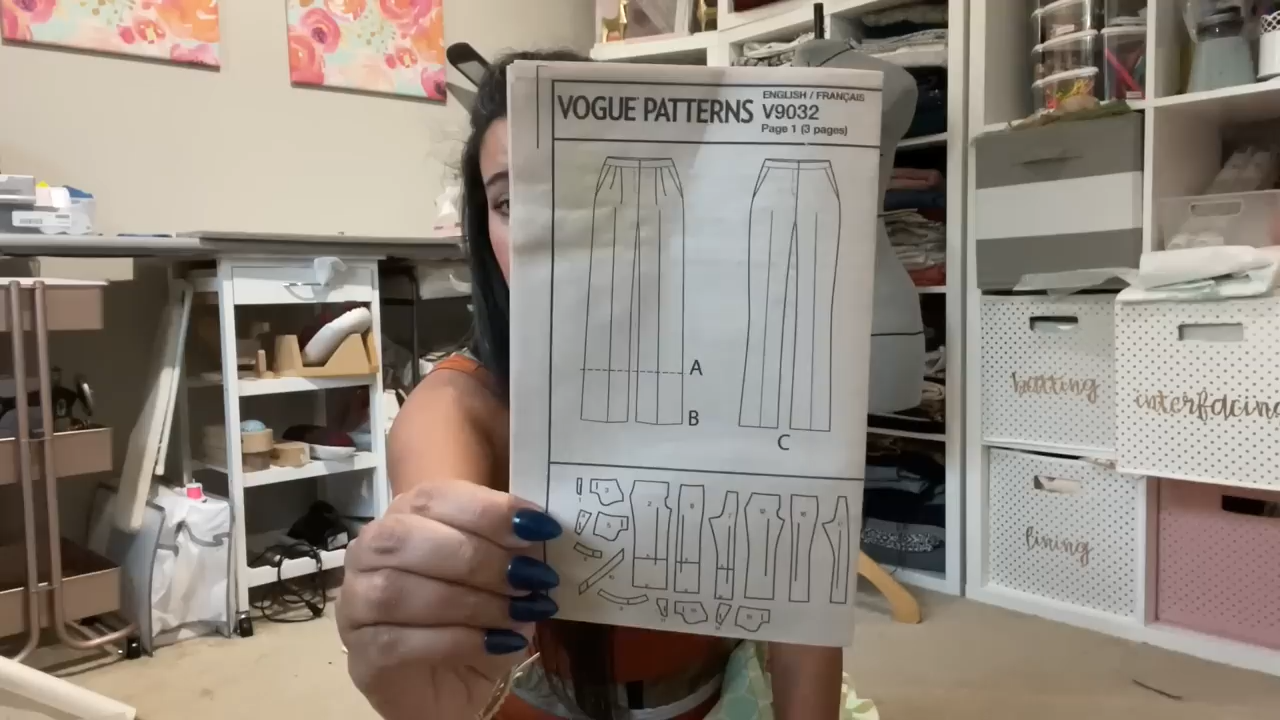 VOGUE PATTERNS
ENGLISH / FRANÇAIS
V9032
Page 1 (3 pages)
A
B
C
batting
interfacing
lining